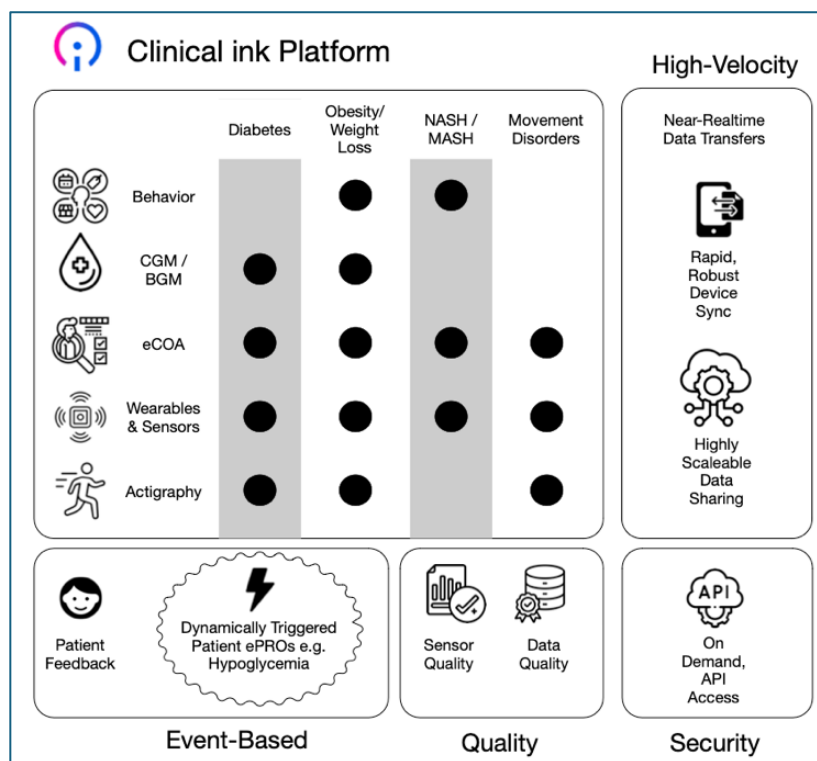 Clinical ink Platform
High-Velocity
Diabetes
Obesity/
Weight
Loss
NASH /
MASH
Movement
Disorders
Near-Realtime
Data Transfers
Behavior
CGM /
BGM
eCOA
Wearables
& Sensors
Actigraphy
Rapid,
Robust
Device
Sync
Highly
Scaleable
Data
Sharing
Patient
Feedback
Dynamically Triggered
Patient ePROs e.g.
Hypoglycemia
Sensor
Quality
Data
Quality
API
On
Demand,
API
Access
Event-Based
Quality
Security